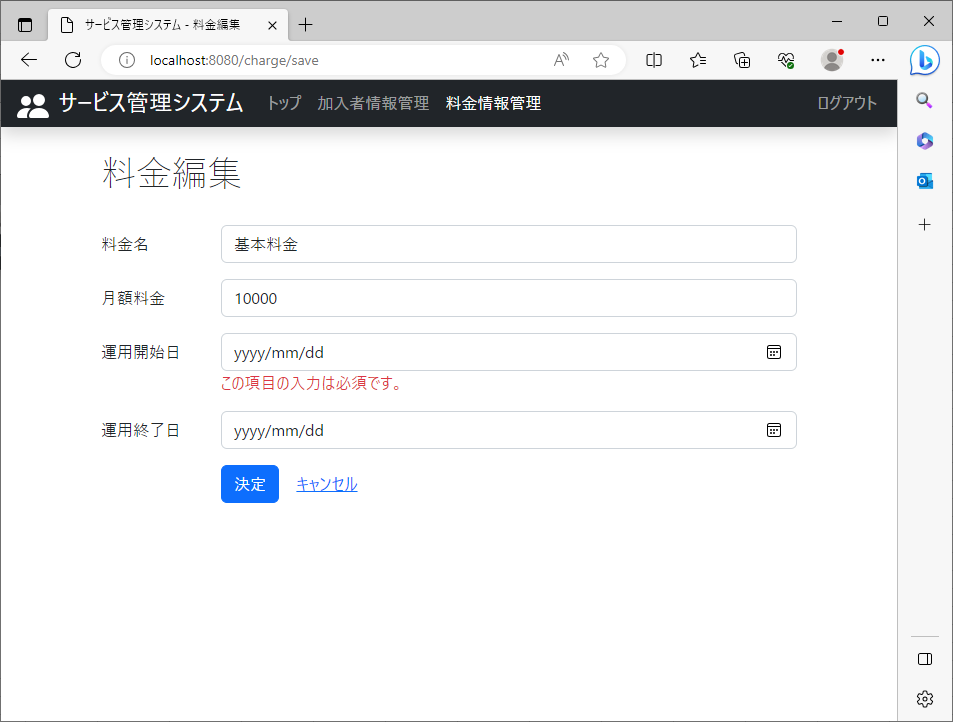 サービス管理システム - 料金編集
localhost:8080/charge/save
サービス管理システム トップ 加入者情報管理 料金情報管理 ログアウト
料金編集
料金名 基本料金
月額料金 10000
運用開始日 yyyy/mm/dd
この項目の入力は必須です。
運用終了日 yyyy/mm/dd
決定 キャンセル